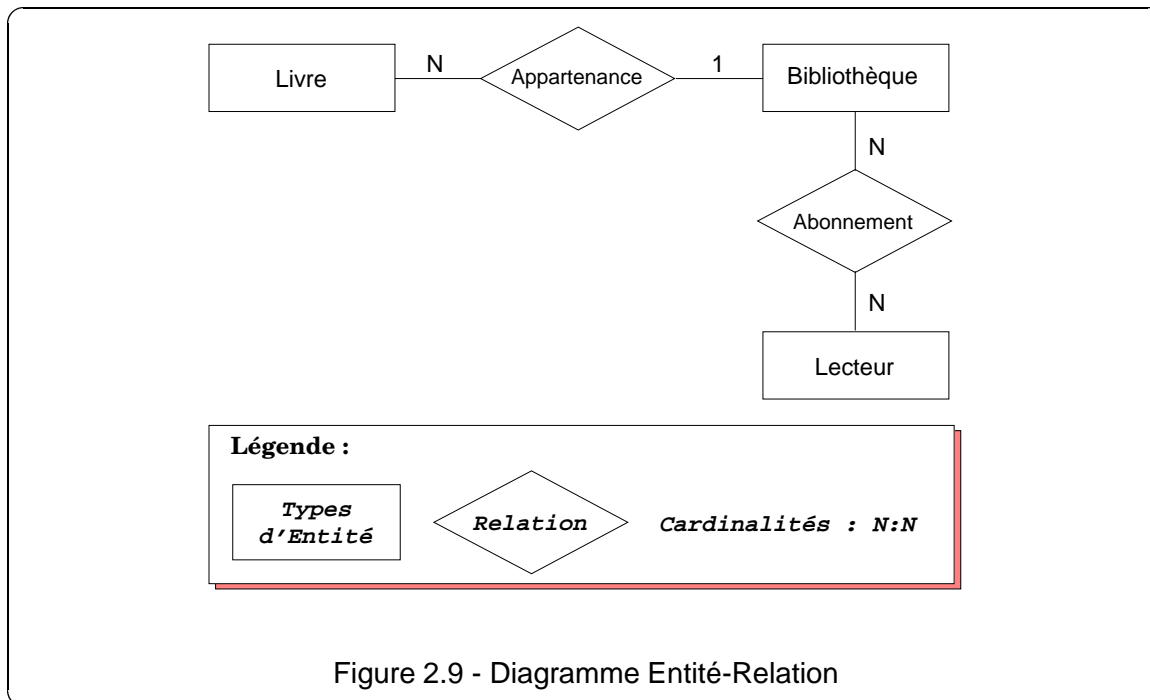 Livre N Appartenance 1 Bibliothèque
N
Abonnement
N
Lecteur
Légende :
Types
d'Entité
Relation
Cardinalités : N:N
Figure 2.9 - Diagramme Entité-Relation